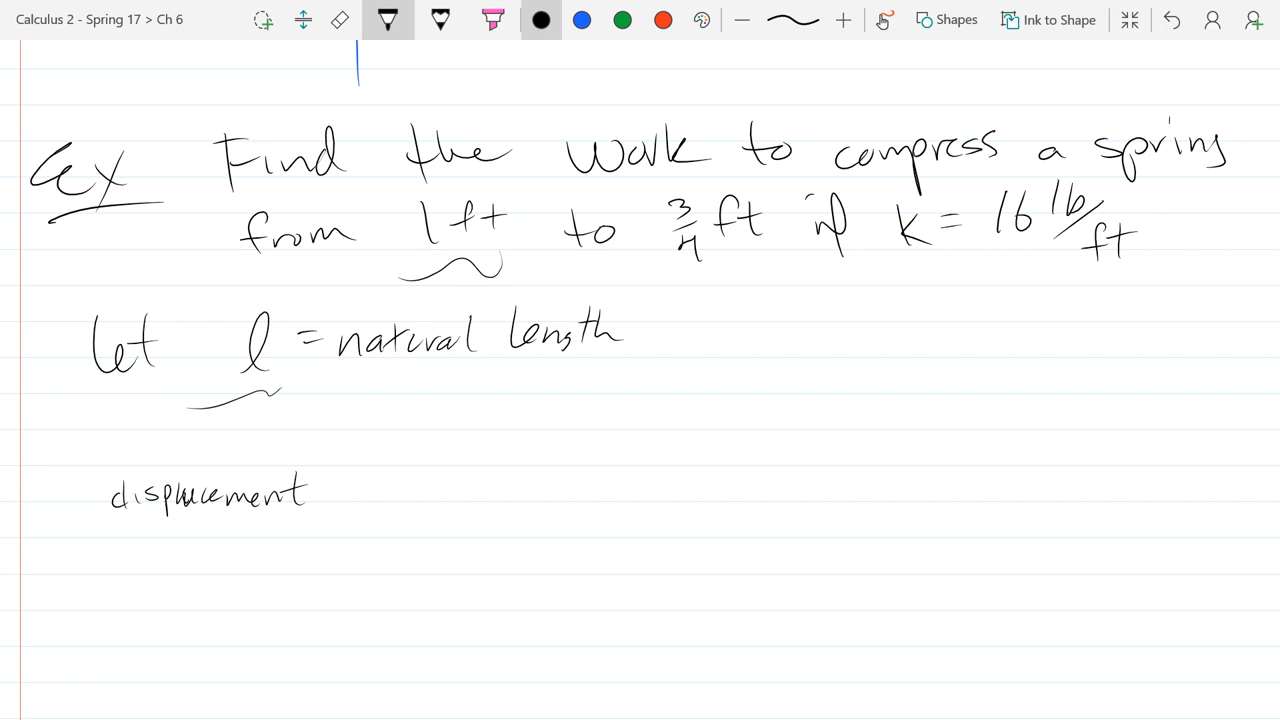 Calculus 2 - Spring 17 > Ch 6
Shapes
Ink to Shape
Ex Find the work to compress a spring
from 1 ft to 3/4 ft if k = 16 lb/ft
let l = natural length
displacement